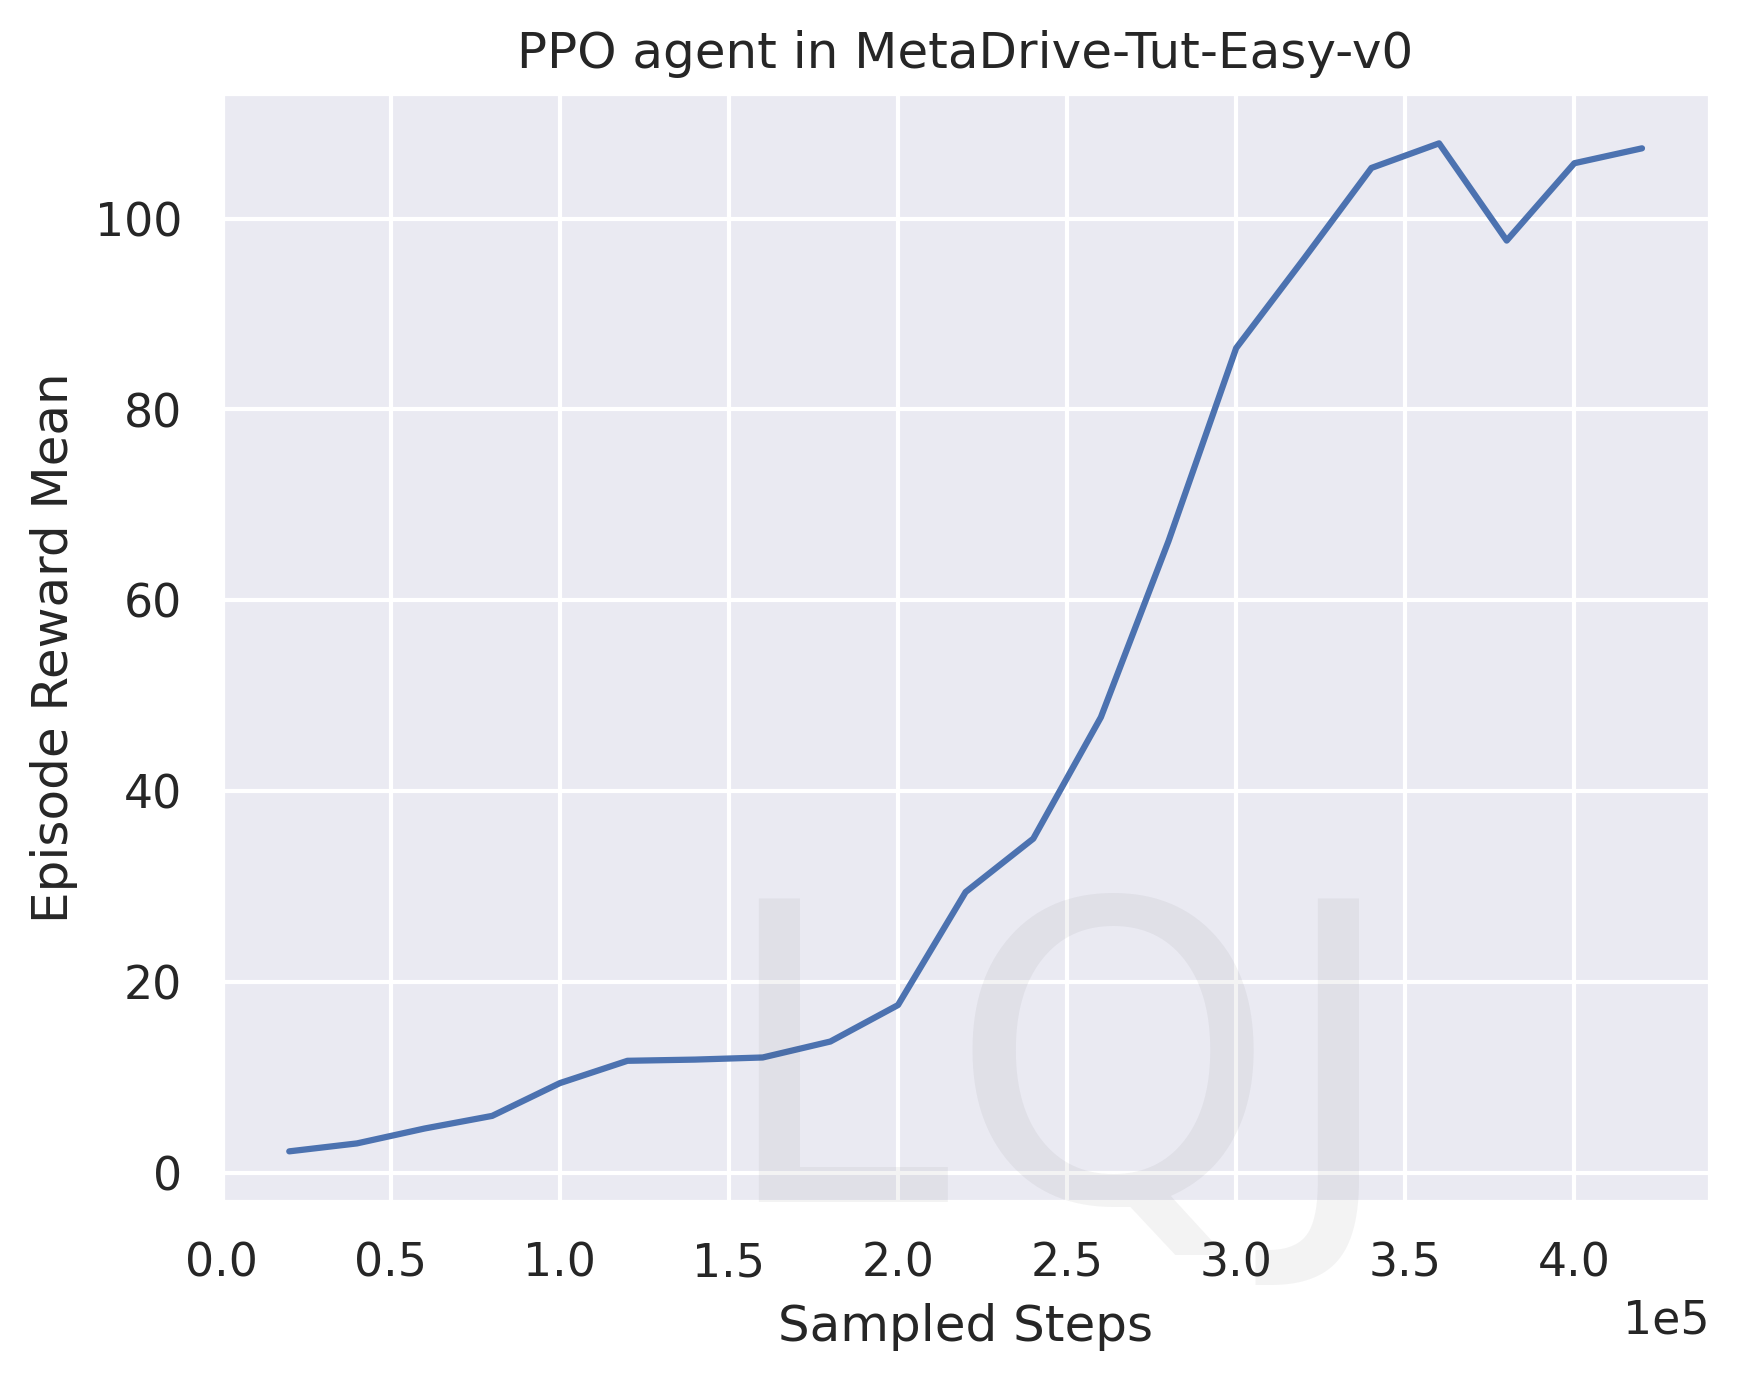 PPO agent in MetaDrive-Tut-Easy-v0
Episode Reward Mean
100
80
60
40
20
0
LQJ
0.0 0.5 1.0 1.5 2.0 2.5 3.0 3.5 4.0
1e5
Sampled Steps